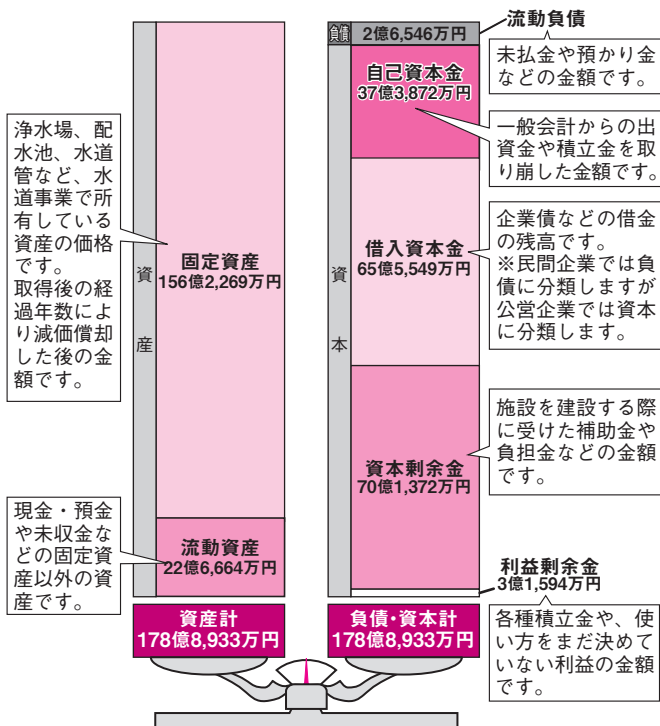 浄水場、配
水池、水道
管など、水
道事業で所
有している
資産の価格
です。
取得後の経
過年数によ
り減価償却
した後の金
額です。
現金・預金
や未収金な
どの固定資
産以外の資
産です。
資
産
固定資産
156億2,269万円
流動資産
22億6,664万円
資産計
178億8,933万円
負債
2億6,546万円
資
本
自己資本金
37億3,872万円
借入資本金
65億5,549万円
資本剰余金
70億1,372万円
負債・資本計
178億8,933万円
流動負債
未払金や預かり金
などの金額です。
一般会計からの出
資金や積立金を取
り崩した金額です。
企業債などの借金
の残高です。
※民間企業では負
債に分類しますが
公営企業では資本
に分類します。
施設を建設する際
に受けた補助金や
負担金などの金額
です。
利益剰余金
3億1,594万円
各種積立金や、使
い方をまだ決めて
いない利益の金額
です。